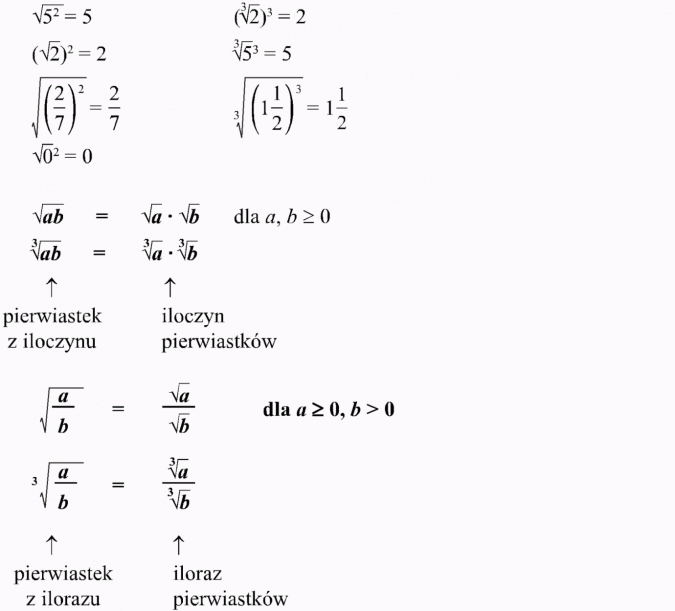 √5² = 5 (∛2)³ = 2
(√2)² = 2 ∛5³ = 5
√(2/7)² = 2/7 ∛(1 1/2)³ = 1 1/2
√0² = 0
√ab = √a · √b dla a, b ≥ 0
∛ab = ∛a · ∛b
↑ ↑
pierwiastek iloczyn
z iloczynu pierwiastków
√a/b = √a/√b dla a ≥ 0, b > 0
∛a/b = ∛a/∛b
↑ ↑
pierwiastek iloraz
z ilorazu pierwiastków